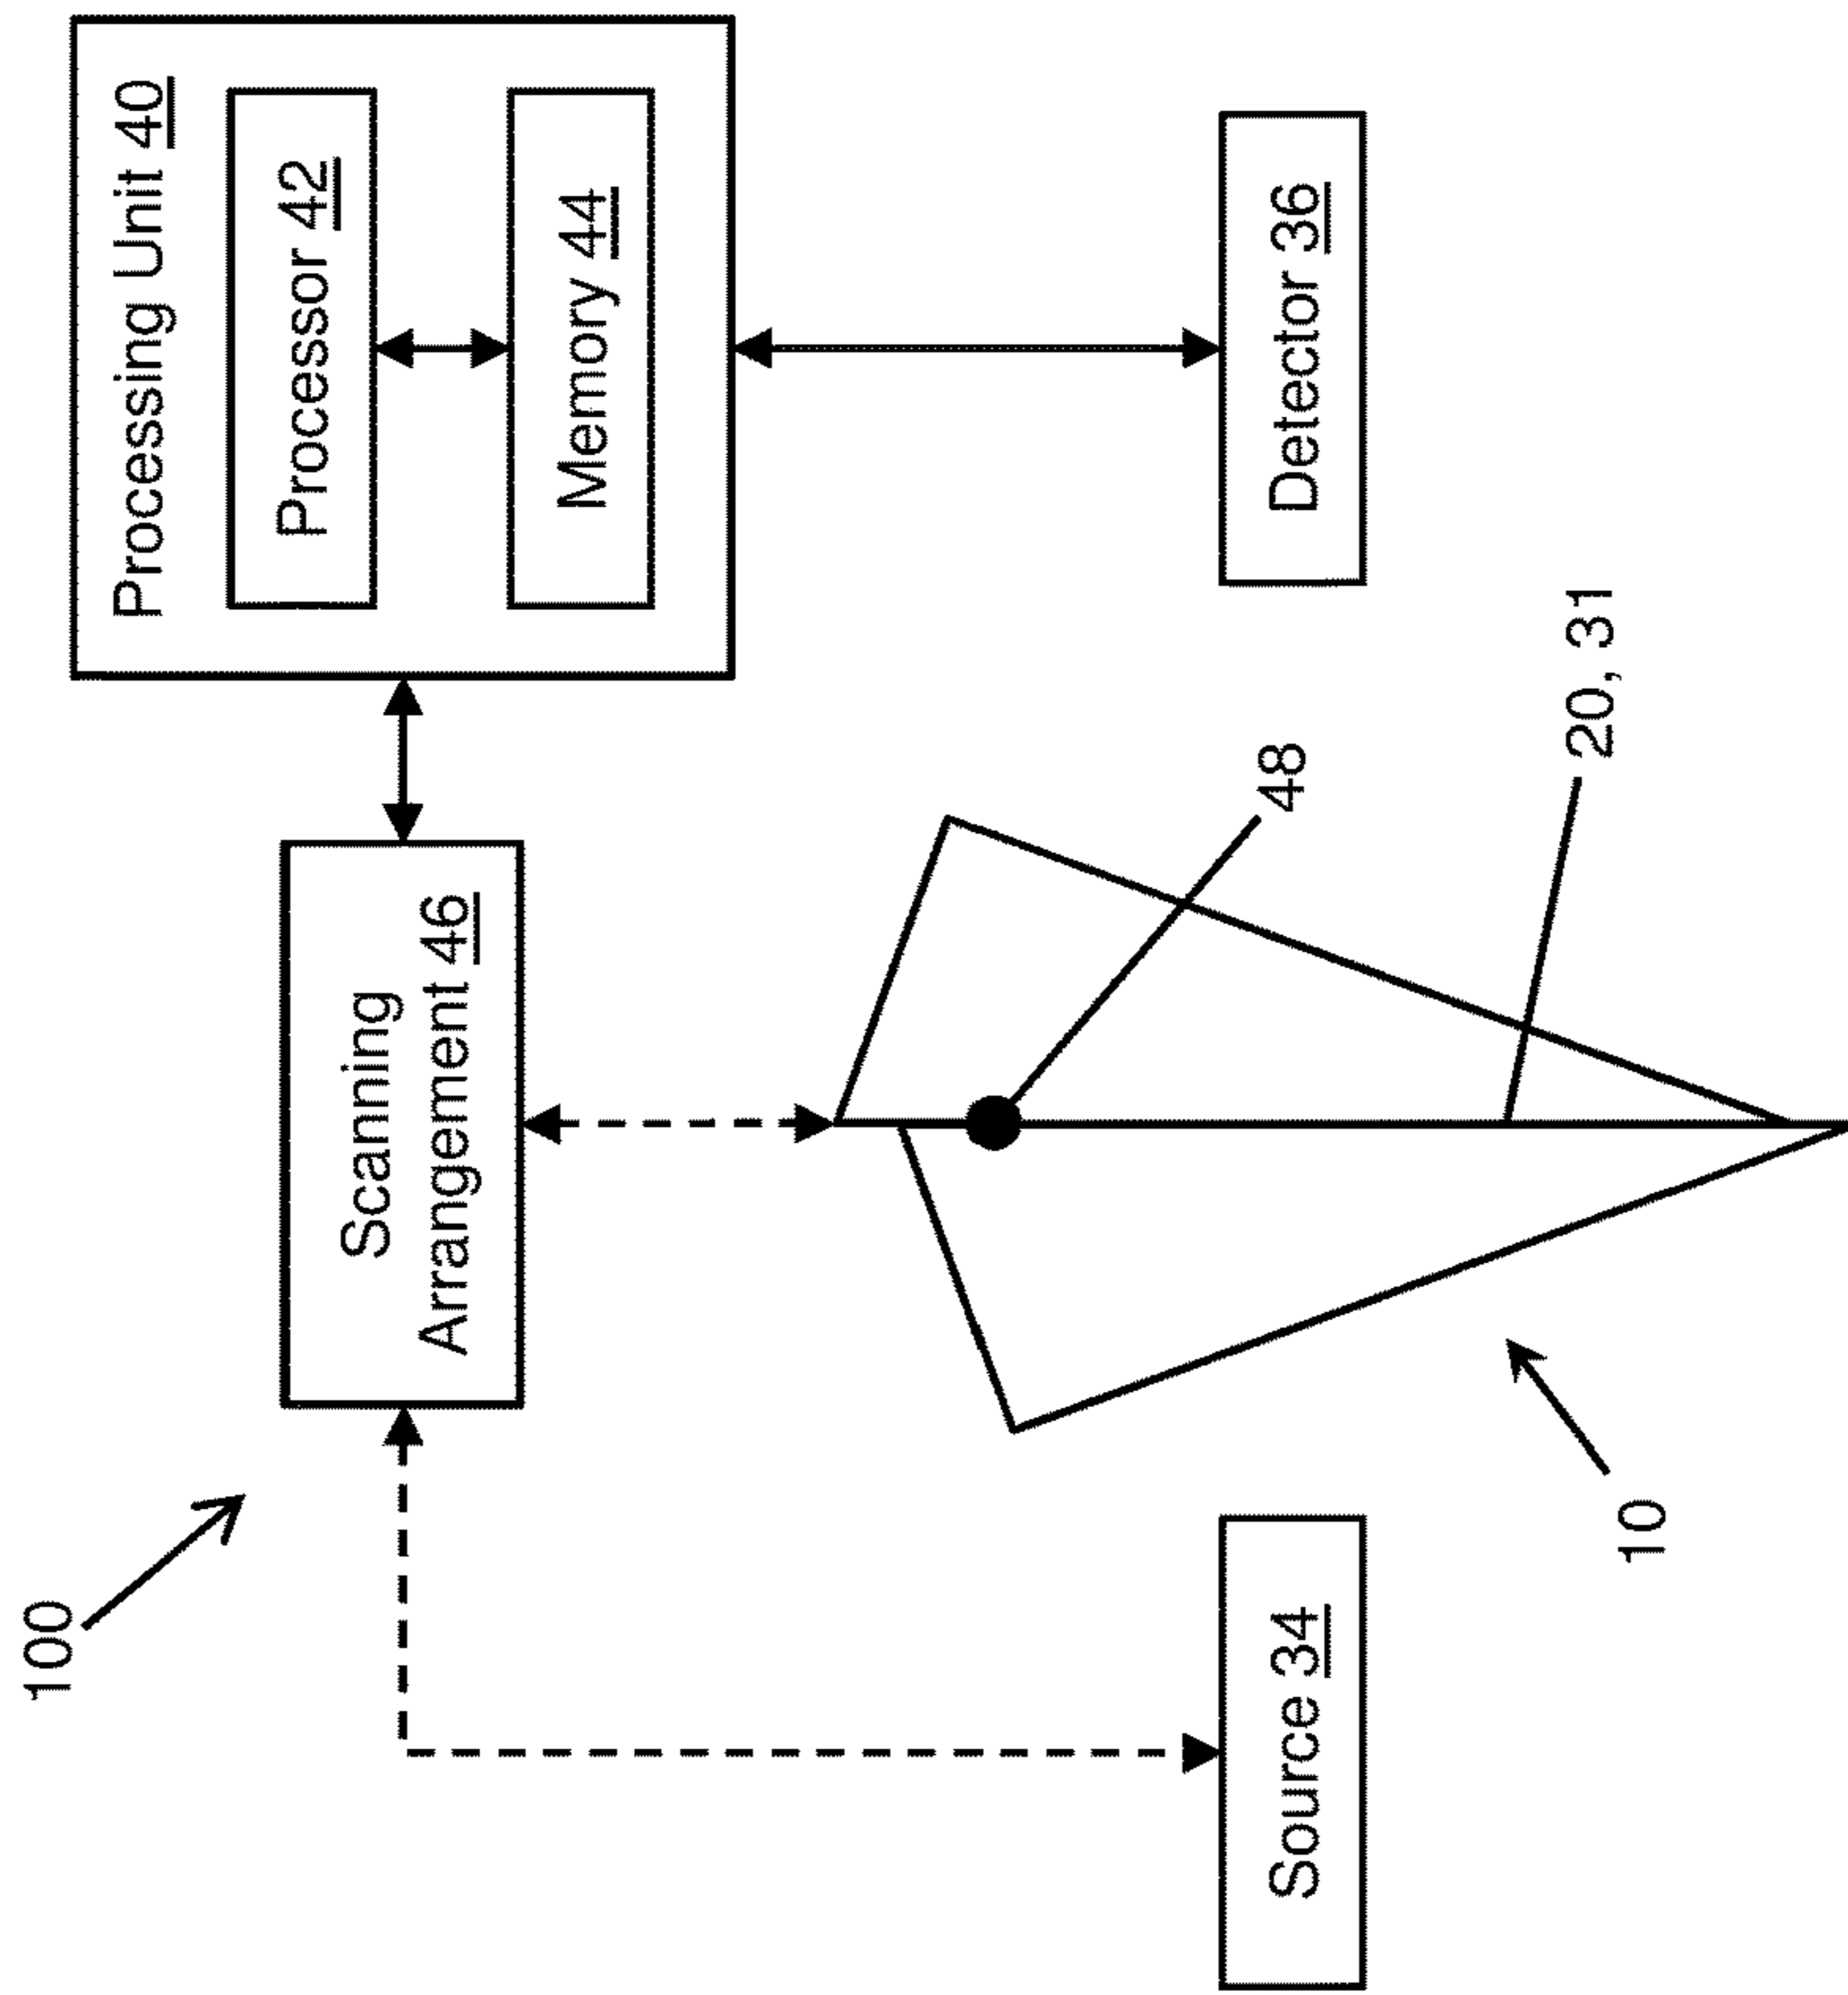 100
Scanning
Arrangement 46
Processing Unit 40
Processor 42
Memory 44
Source 34
10
48
20, 31
Detector 36